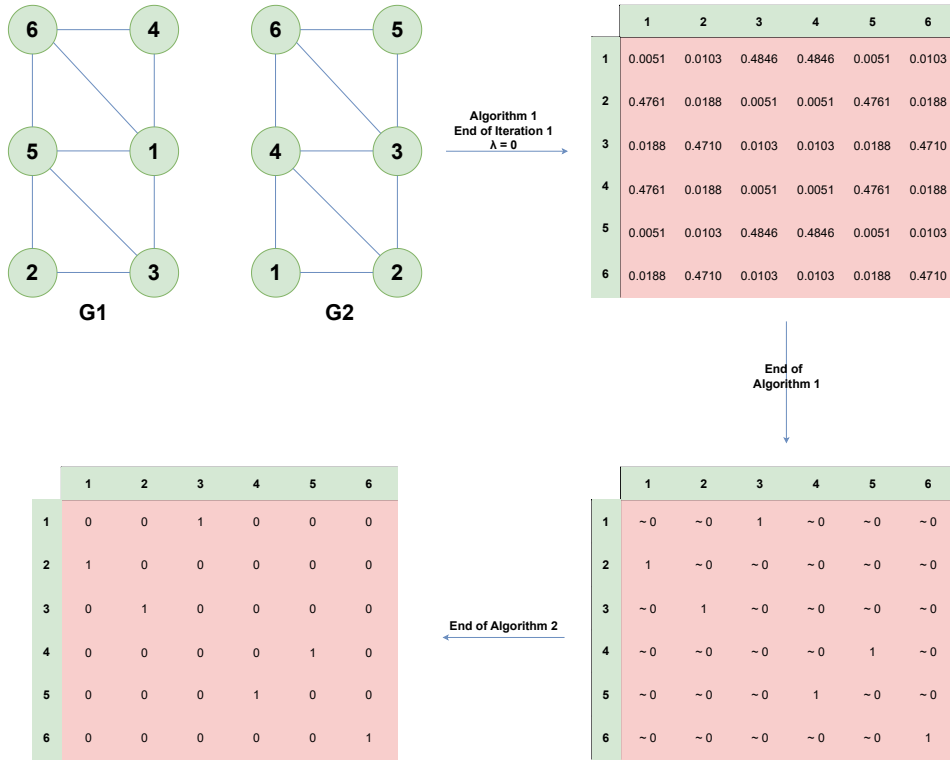 6 4
5 1
2 3
G1
6 5
4 3
1 2
G2
Algorithm 1
End of Iteration 1
λ = 0
1 2 3 4 5 6
1 0.0051 0.0103 0.4846 0.4846 0.0051 0.0103
2 0.4761 0.0188 0.0051 0.0051 0.4761 0.0188
3 0.0188 0.4710 0.0103 0.0103 0.0188 0.4710
4 0.4761 0.0188 0.0051 0.0051 0.4761 0.0188
5 0.0051 0.0103 0.4846 0.4846 0.0051 0.0103
6 0.0188 0.4710 0.0103 0.0103 0.0188 0.4710
End of
Algorithm 1
1 2 3 4 5 6
1 ~ 0 ~ 0 1 ~ 0 ~ 0 ~ 0
2 1 ~ 0 ~ 0 ~ 0 ~ 0 ~ 0
3 ~ 0 1 ~ 0 ~ 0 ~ 0 ~ 0
4 ~ 0 ~ 0 ~ 0 ~ 0 1 ~ 0
5 ~ 0 ~ 0 ~ 0 1 ~ 0 ~ 0
6 ~ 0 ~ 0 ~ 0 ~ 0 ~ 0 1
End of Algorithm 2
1 2 3 4 5 6
1 0 0 1 0 0 0
2 1 0 0 0 0 0
3 0 1 0 0 0 0
4 0 0 0 0 1 0
5 0 0 0 1 0 0
6 0 0 0 0 0 1